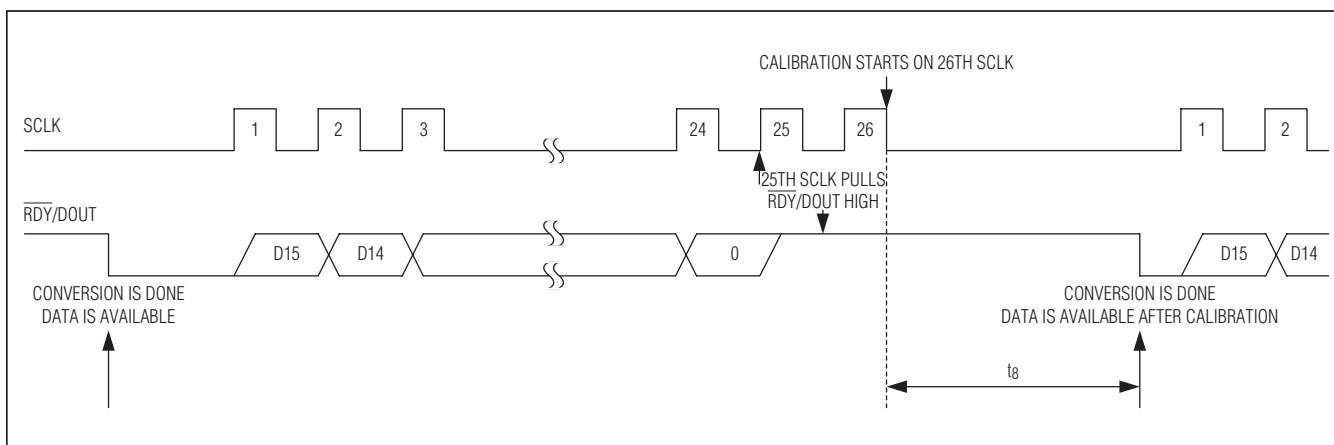 CALIBRATION STARTS ON 26TH SCLK
SCLK
1 2 3 24 25 26 1 2
25TH SCLK PULLS
RDY/DOUT HIGH
RDY/DOUT
D15 D14 0 D15 D14
CONVERSION IS DONE
DATA IS AVAILABLE
CONVERSION IS DONE
DATA IS AVAILABLE AFTER CALIBRATION
t8